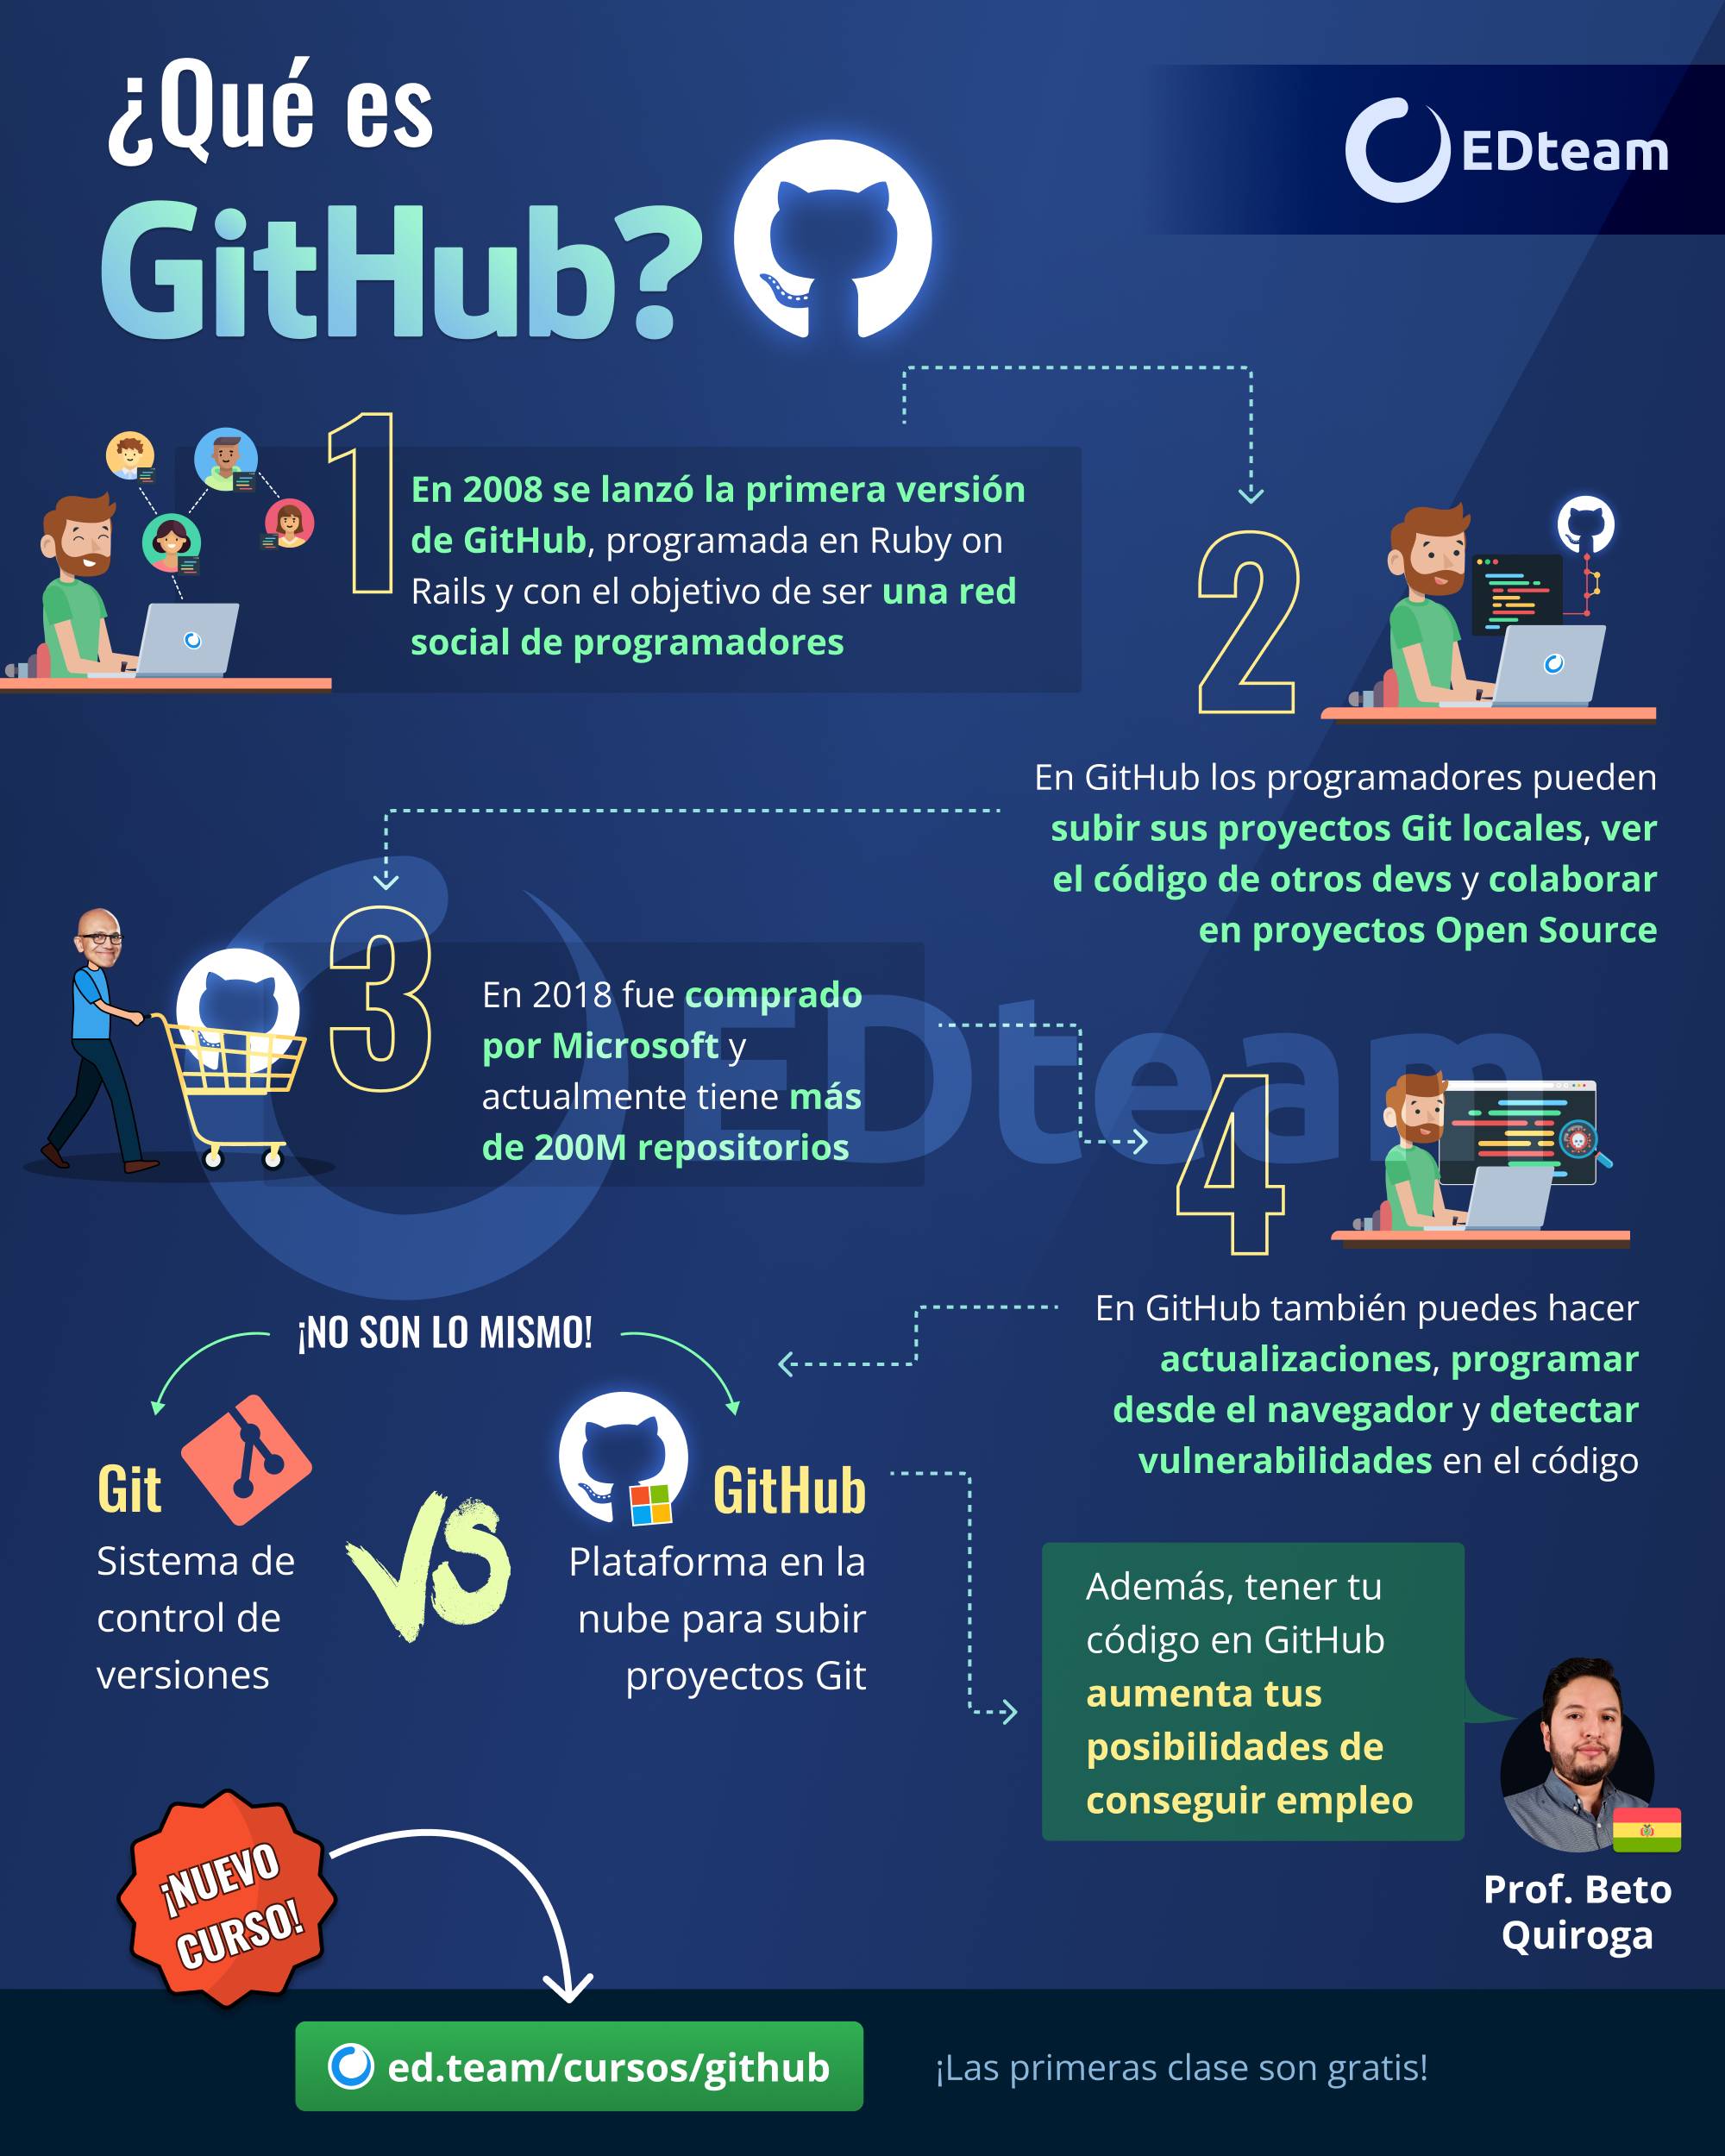 ¿Qué es
GitHub?
EDteam
1
En 2008 se lanzó la primera versión
de GitHub, programada en Ruby on
Rails y con el objetivo de ser una red
social de programadores
2
En GitHub los programadores pueden
subir sus proyectos Git locales, ver
el código de otros devs y colaborar
en proyectos Open Source
3
En 2018 fue comprado
por Microsoft y
actualmente tiene más
de 200M repositorios
EDteam
4
En GitHub también puedes hacer
actualizaciones, programar
desde el navegador y detectar
vulnerabilidades en el código
¡NO SON LO MISMO!
Git
Sistema de
control de
versiones
VS
GitHub
Plataforma en la
nube para subir
proyectos Git
Además, tener tu
código en GitHub
aumenta tus
posibilidades de
conseguir empleo
Prof. Beto
Quiroga
¡NUEVO
CURSO!
ed.team/cursos/github
¡Las primeras clase son gratis!